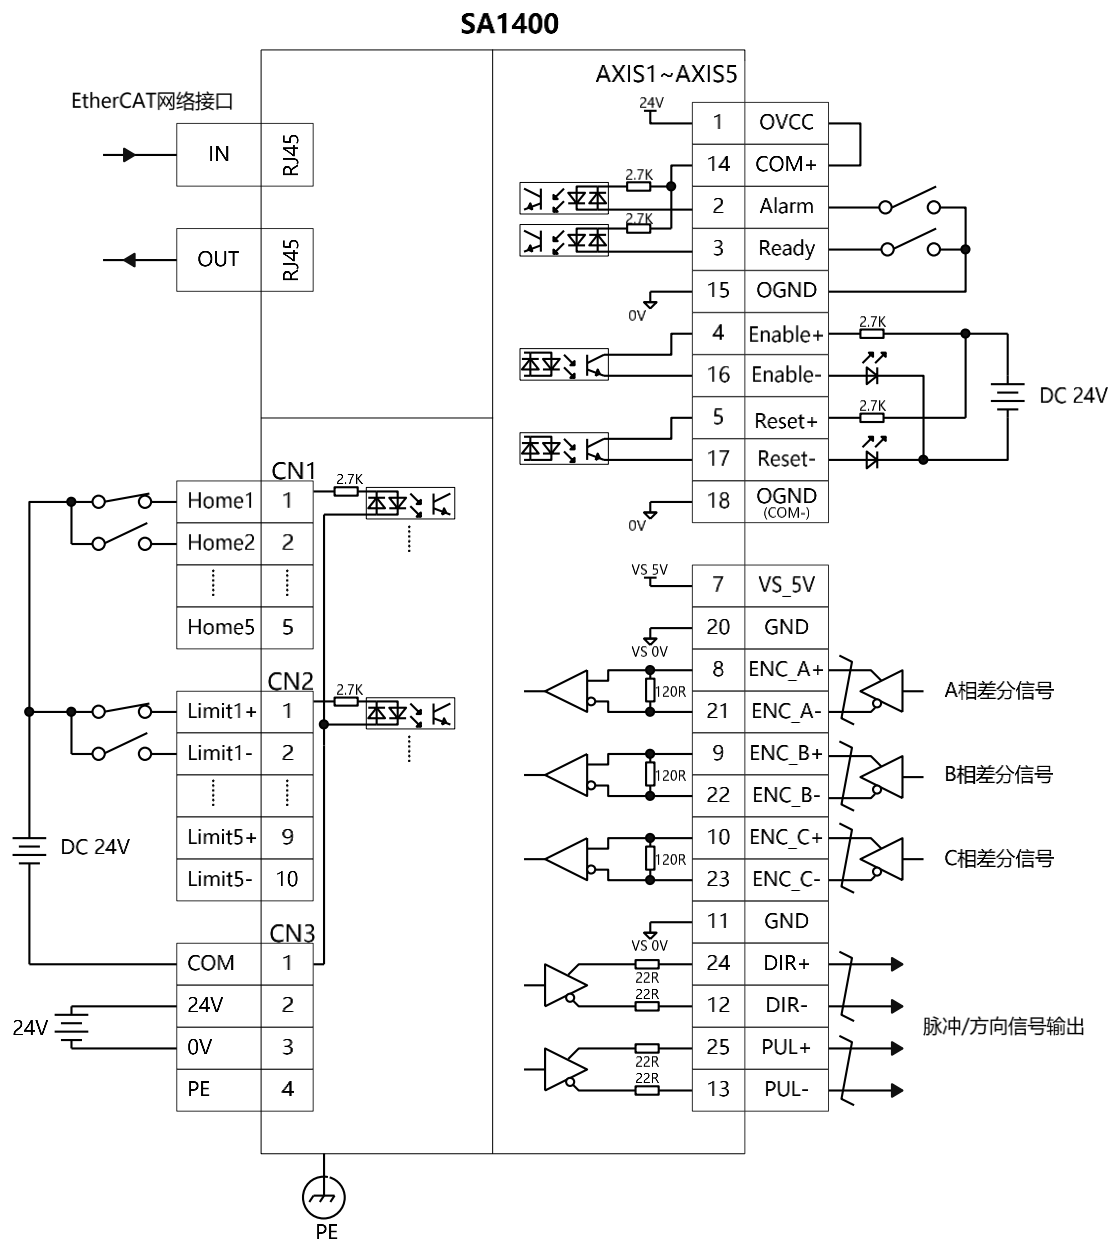 SA1400
EtherCAT网络接口
IN RJ45
OUT RJ45
CN1
Home1 1 2.7K
Home2 2
Home5 5
CN2
Limit1+ 1 2.7K
Limit1- 2
Limit5+ 9
Limit5- 10
DC 24V
CN3
COM 1
24V 2
0V 3
PE 4
24V
PE
AXIS1~AXIS5
24V
1 OVCC
14 COM+
2.7K
2 Alarm
2.7K
3 Ready
15 OGND
0V
4 Enable+ 2.7K
16 Enable-
DC 24V
5 Reset+ 2.7K
17 Reset-
18 OGND
(COM-)
0V
VS 5V
7 VS_5V
20 GND
VS 0V
8 ENC_A+
120R
A相差分信号
21 ENC_A-
9 ENC_B+
120R
B相差分信号
22 ENC_B-
10 ENC_C+
120R
C相差分信号
23 ENC_C-
11 GND
VS 0V
24 DIR+
22R
22R
12 DIR-
脉冲/方向信号输出
25 PUL+
22R
22R
13 PUL-